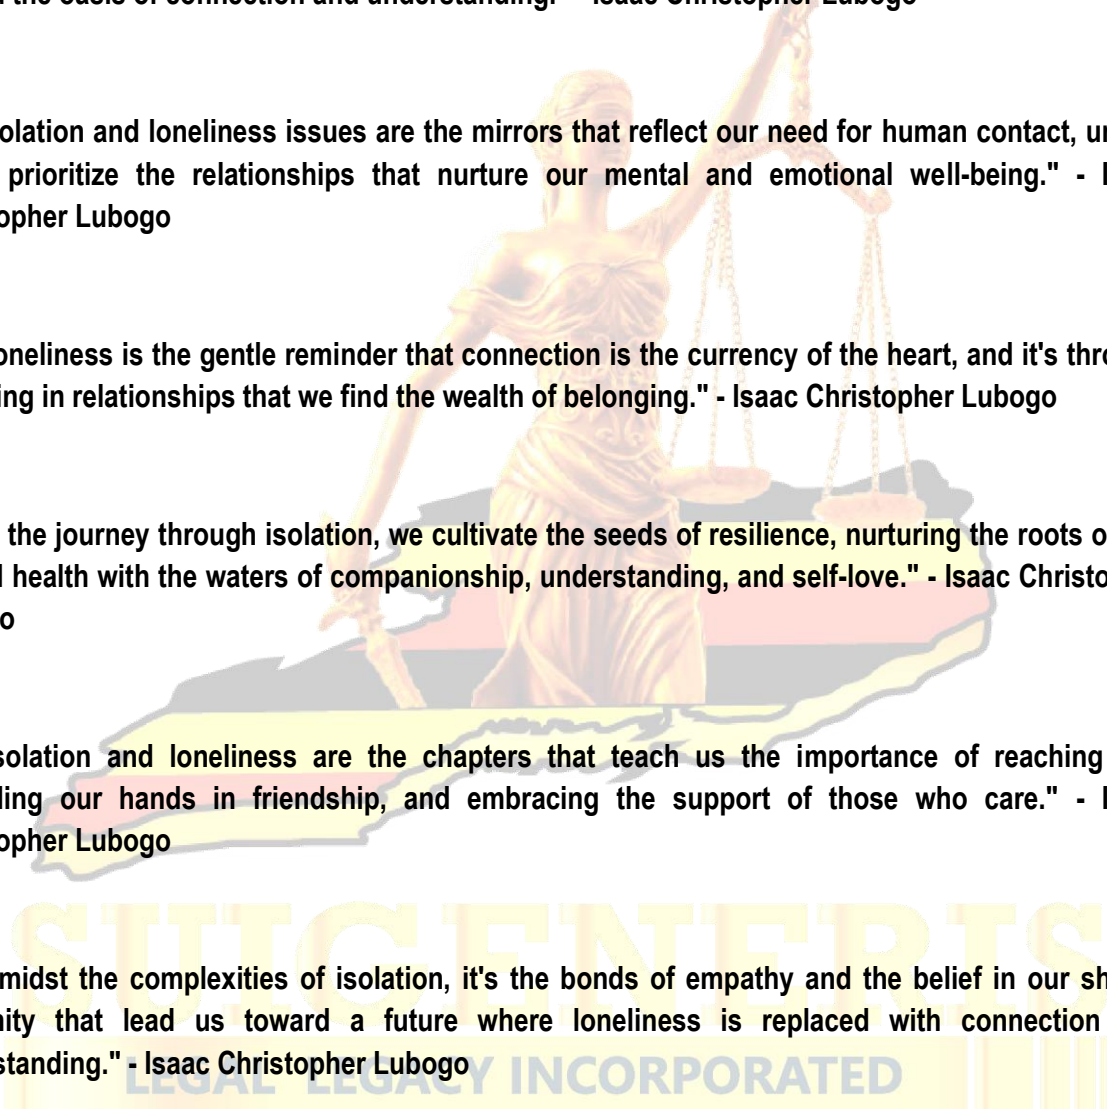 the oasis of connection and understanding." - Isaac Christopher Lubogo
olation and loneliness issues are the mirrors that reflect our need for human contact, u
prioritize the relationships that nurture our mental and emotional well-being." -
opher Lubogo
oneliness is the gentle reminder that connection is the currency of the heart, and it's thro
ing in relationships that we find the wealth of belonging." - Isaac Christopher Lubogo
the journey through isolation, we cultivate the seeds of resilience, nurturing the roots o
health with the waters of companionship, understanding, and self-love." - Isaac Christo
o
solation and loneliness are the chapters that teach us the importance of reaching
ding our hands in friendship, and embracing the support of those who care." -
opher Lubogo
midst the complexities of isolation, it's the bonds of empathy and the belief in our sh
nity that lead us toward a future where loneliness is replaced with connection
standing." - Isaac Christopher Lubogo
SUIGENERIS
LEGAL LEGACY INCORPORATED